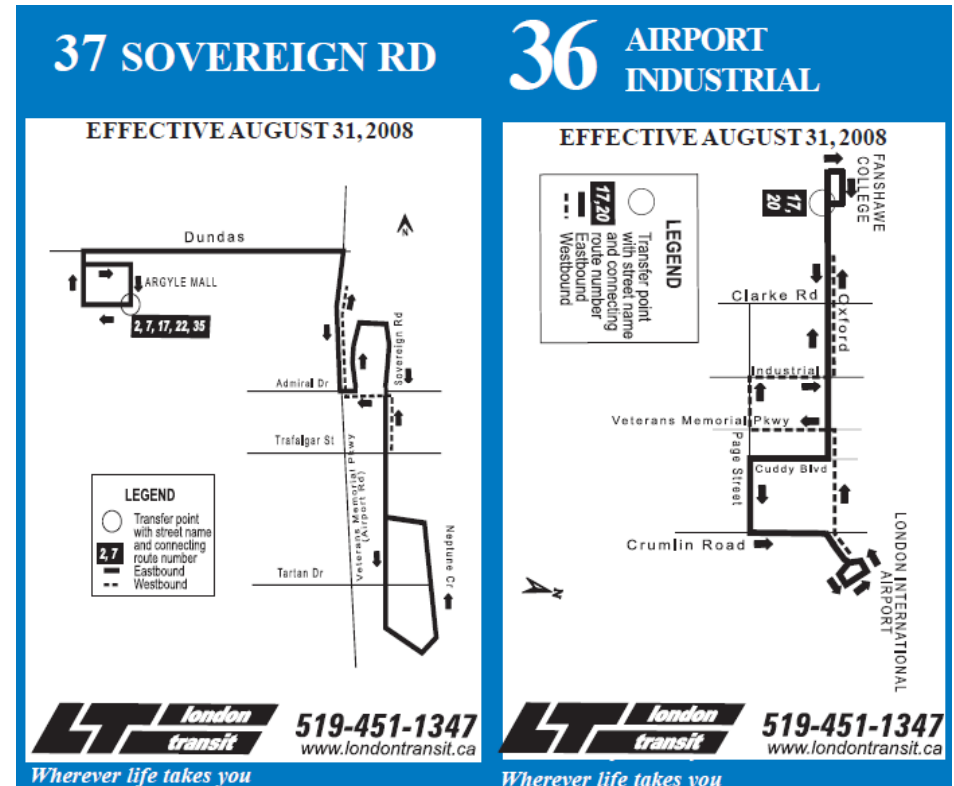 37 SOVEREIGN RD
EFFECTIVE AUGUST 31, 2008
N
Dundas
ARGYLE MALL
2, 7, 17, 22, 35
Sovereign Rd
Admiral Dr
Trafalgar St
Veterans Memorial Pkwy
(Airport Rd)
Neptune Cr
Tartan Dr
LEGEND
Transfer point
with street name
and connecting
route number
2, 7
Eastbound
Westbound
LT london
transit
519-451-1347
www.londontransit.ca
Wherever life takes you
36 AIRPORT
INDUSTRIAL
EFFECTIVE AUGUST 31, 2008
FANSHAWE
COLLEGE
17,
20
LEGEND
Transfer point
with street name
and connecting
route number
17,20
Eastbound
Westbound
Clarke Rd
Oxford
Industrial
Veterans Memorial Pkwy
Page Street
Cuddy Blvd
Crumlin Road
LONDON INTERNATIONAL
AIRPORT
N
LT london
transit
519-451-1347
www.londontransit.ca
Wherever life takes you